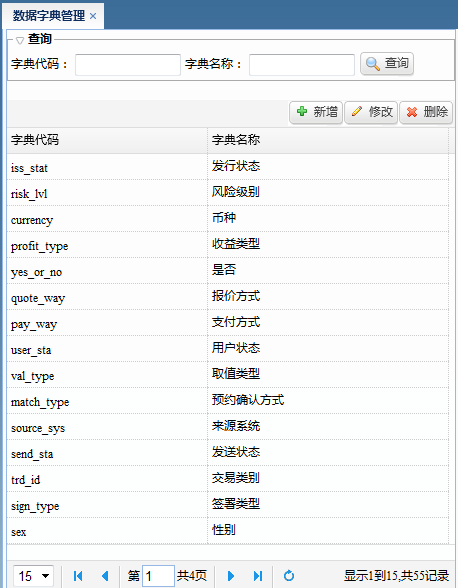 数据字典管理
查询
字典代码： 字典名称： 查询
新增 修改 删除
字典代码 字典名称
iss_stat 发行状态
risk_lvl 风险级别
currency 币种
profit_type 收益类型
yes_or_no 是否
quote_way 报价方式
pay_way 支付方式
user_sta 用户状态
val_type 取值类型
match_type 预约确认方式
source_sys 来源系统
send_sta 发送状态
trd_id 交易类别
sign_type 签署类型
sex 性别
15 第 1 共4页 显示1到15,共55记录